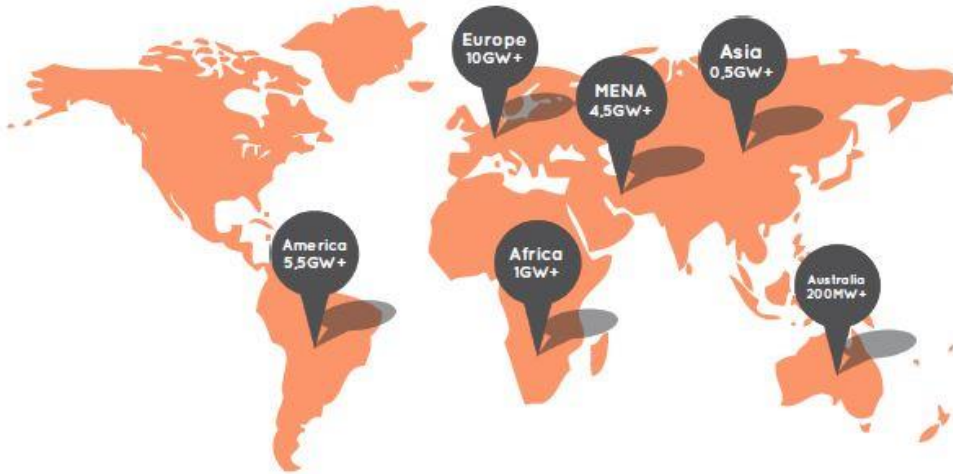 Europe
10GW+
Asia
0,5GW+
MENA
4,5GW+
America
5,5GW+
Africa
1GW+
Australia
200MW+